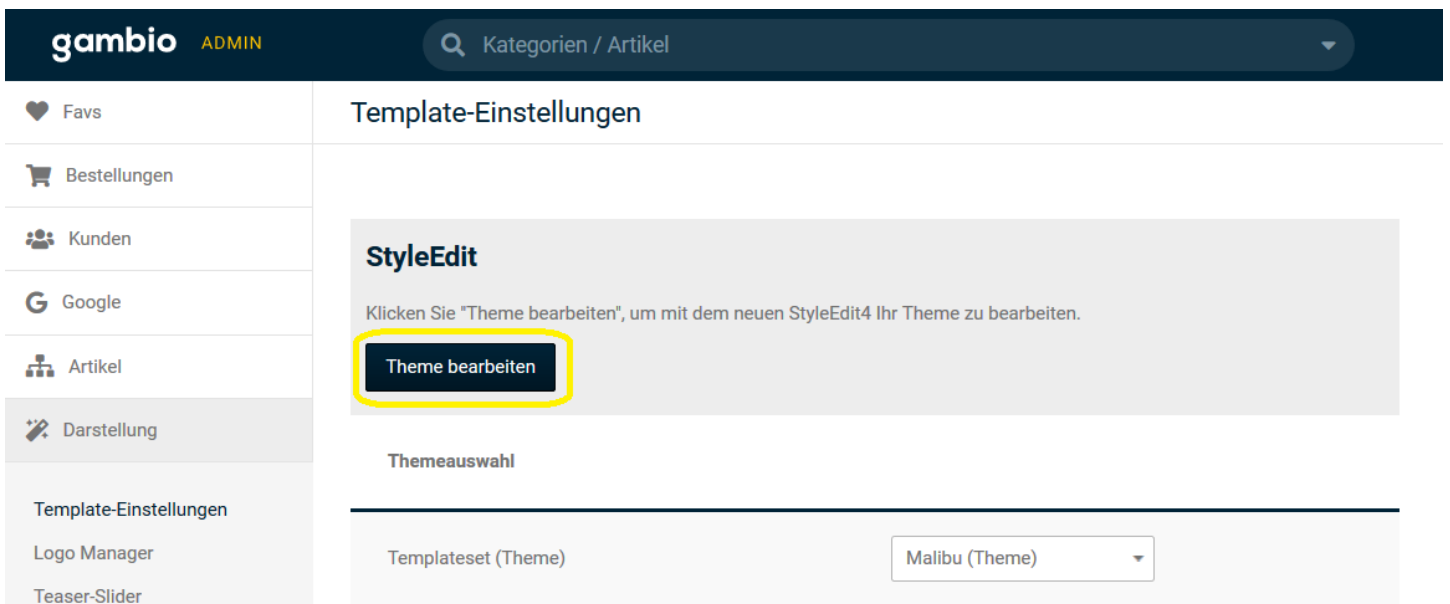 gambio ADMIN
Kategorien / Artikel
Favs
Template-Einstellungen
Bestellungen
Kunden
StyleEdit
Google
Klicken Sie "Theme bearbeiten", um mit dem neuen StyleEdit4 Ihr Theme zu bearbeiten.
Artikel
Theme bearbeiten
Darstellung
Themeauswahl
Template-Einstellungen
Logo Manager
Templateset (Theme)
Malibu (Theme)
Teaser-Slider